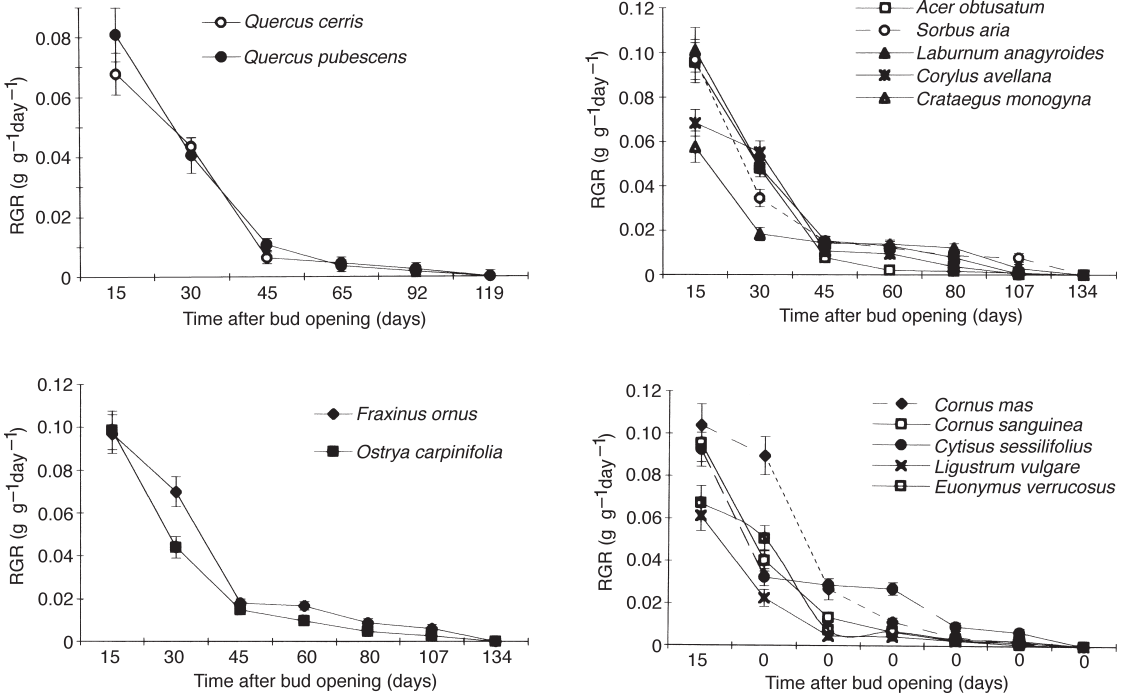 Quercus cerris
Quercus pubescens
0.08
0.06
0.04
0.02
0
RGR (g g−1day−1)
15 30 45 65 92 119
Time after bud opening (days)
0.12
0.10
0.08
0.06
0.04
0.02
0
RGR (g g−1day−1)
Acer obtusatum
Sorbus aria
Laburnum anagyroides
Corylus avellana
Crataegus monogyna
15 30 45 60 80 107 134
Time after bud opening (days)
0.12
0.10
0.08
0.06
0.04
0.02
0
RGR (g g−1day−1)
Fraxinus ornus
Ostrya carpinifolia
15 30 45 60 80 107 134
Time after bud opening (days)
0.12
0.10
0.08
0.06
0.04
0.02
0
RGR (g g−1day−1)
Cornus mas
Cornus sanguinea
Cytisus sessilifolius
Ligustrum vulgare
Euonymus verrucosus
15 0 0 0 0 0 0
Time after bud opening (days)